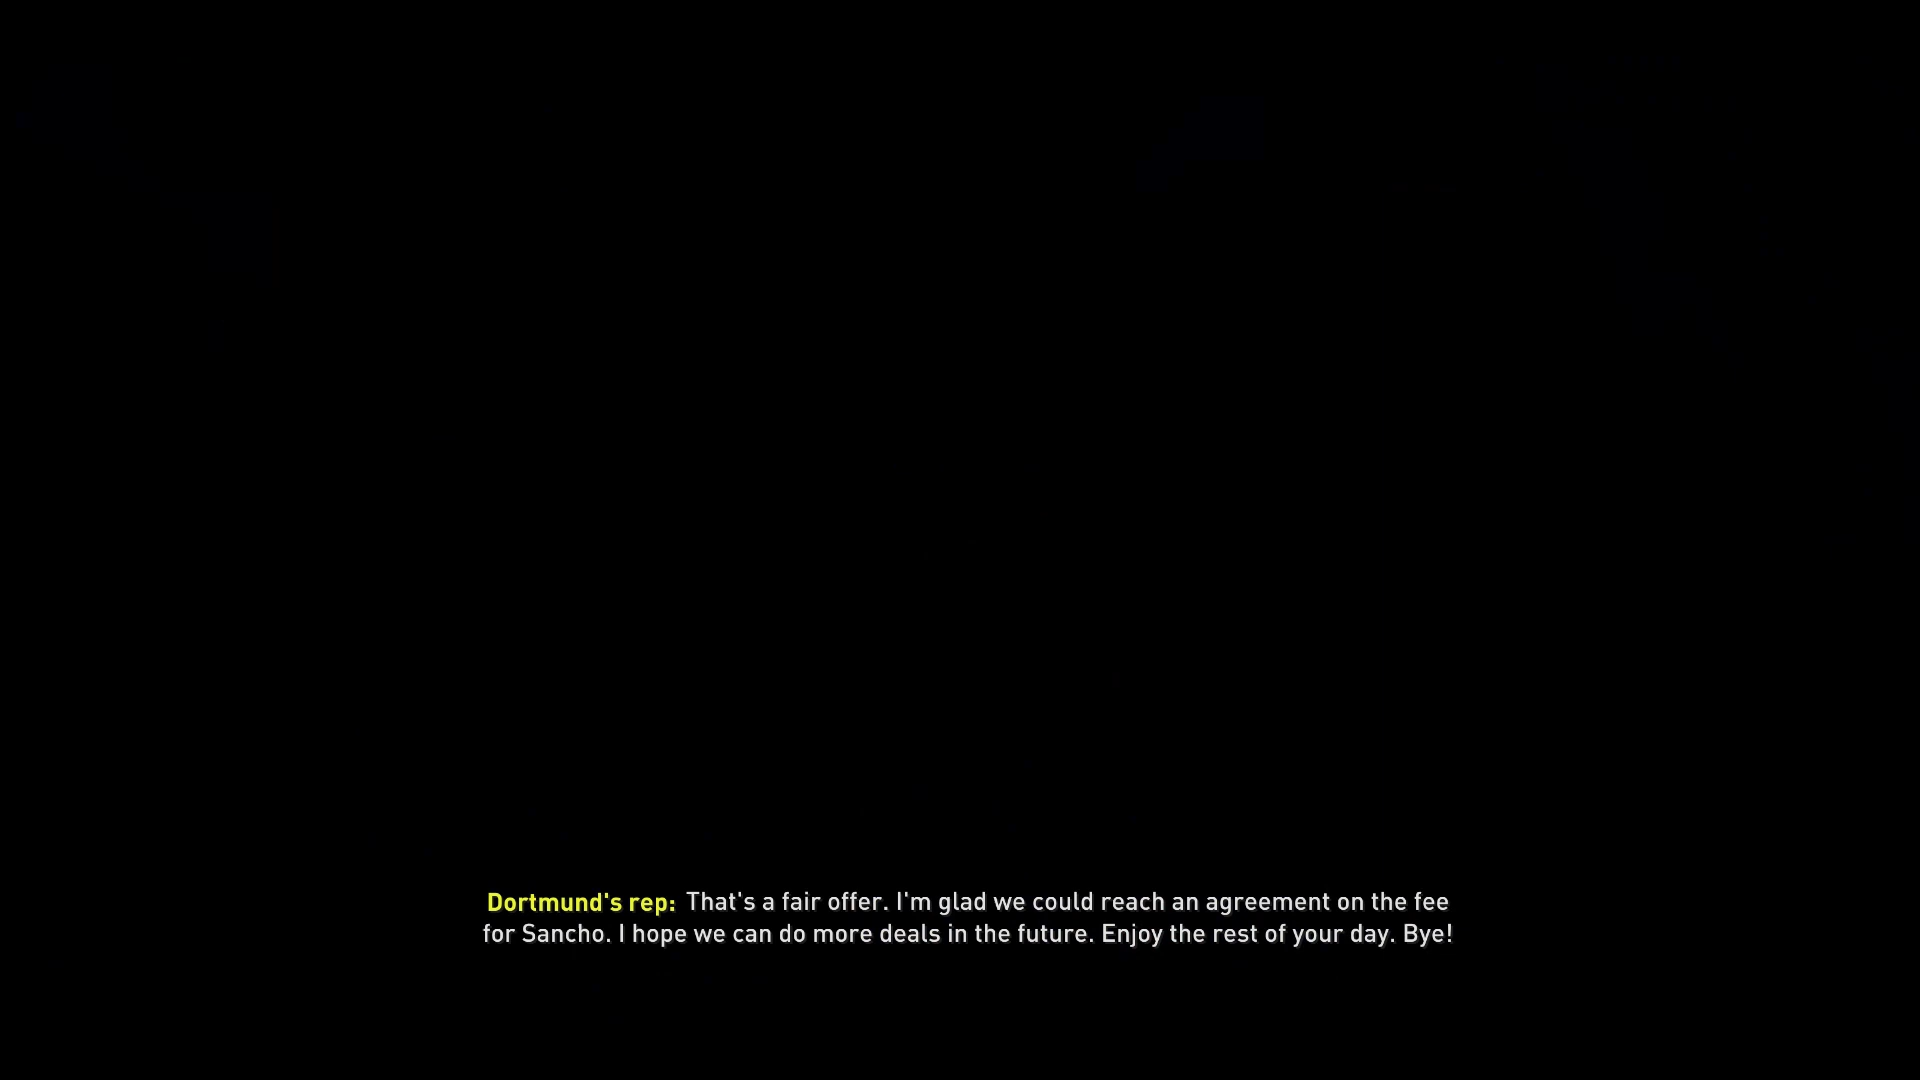 Dortmund's rep: That's a fair offer. I'm glad we could reach an agreement on the fee
for Sancho. I hope we can do more deals in the future. Enjoy the rest of your day. Bye!